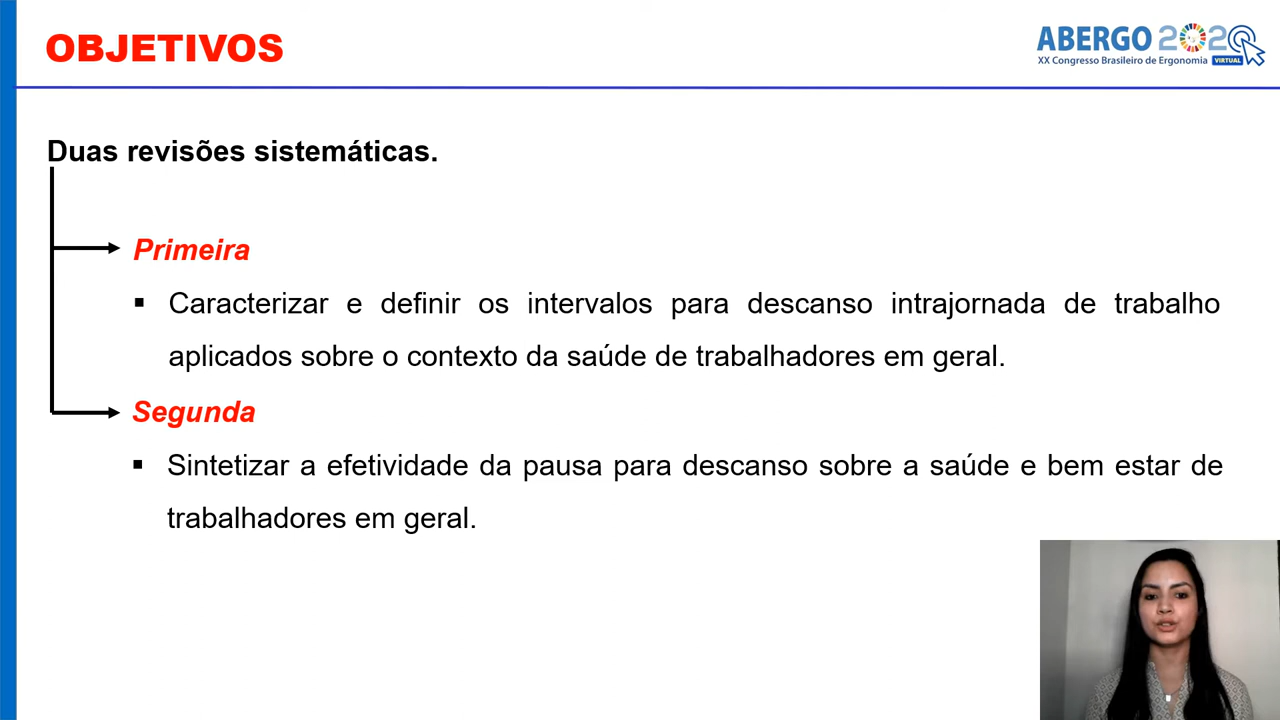 OBJETIVOS
ABERGO 2020
XX Congresso Brasileiro de Ergonomia VIRTUAL
Duas revisões sistemáticas.
Primeira
▪ Caracterizar e definir os intervalos para descanso intrajornada de trabalho
aplicados sobre o contexto da saúde de trabalhadores em geral.
Segunda
▪ Sintetizar a efetividade da pausa para descanso sobre a saúde e bem estar de
trabalhadores em geral.